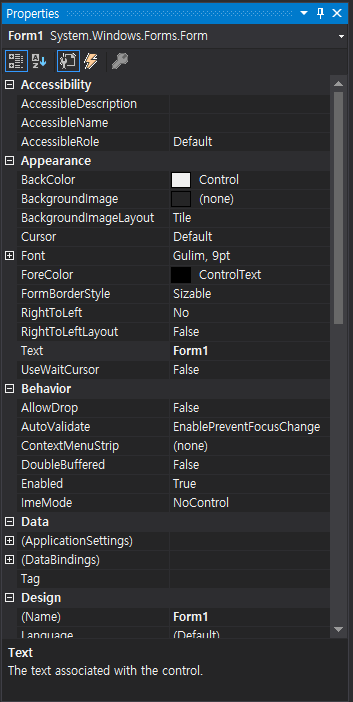 Properties
Form1 System.Windows.Forms.Form
Accessibility
AccessibleDescription
AccessibleName
AccessibleRole Default
Appearance
BackColor Control
BackgroundImage (none)
BackgroundImageLayout Tile
Cursor Default
Font Gulim, 9pt
ForeColor ControlText
FormBorderStyle Sizable
RightToLeft No
RightToLeftLayout False
Text Form1
UseWaitCursor False
Behavior
AllowDrop False
AutoValidate EnablePreventFocusChange
ContextMenuStrip (none)
DoubleBuffered False
Enabled True
ImeMode NoControl
Data
(ApplicationSettings)
(DataBindings)
Tag
Design
(Name) Form1
Language (Default)
Text
The text associated with the control.